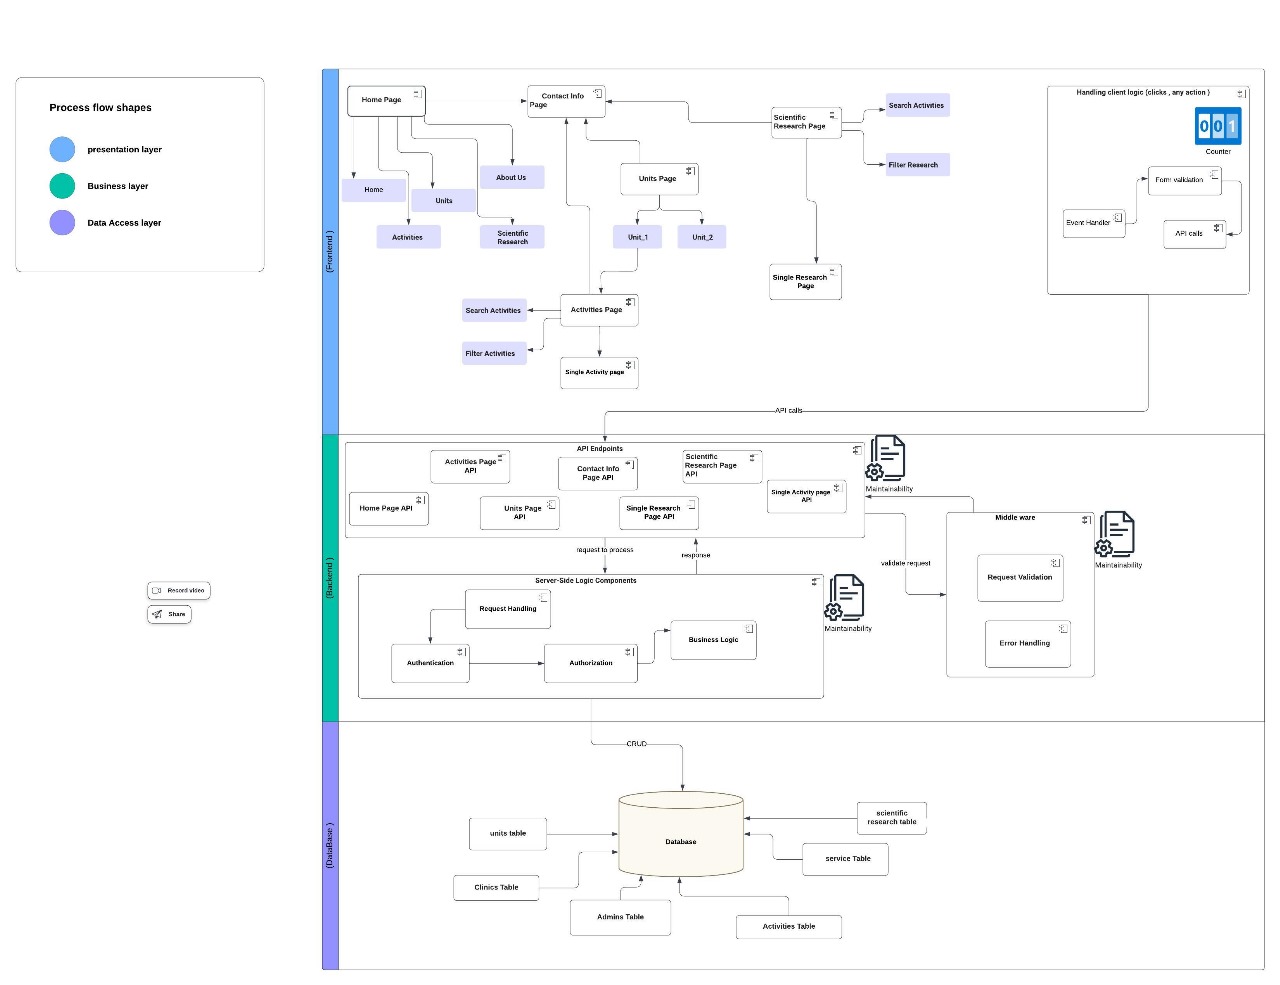 Process flow shapes
presentation layer
Business layer
Data Access layer
Record video
Share
(Frontend )
Home Page
Contact Info
Page
Scientific
Research Page
Search Activities
Filter Research
Handling client logic (clicks , any action )
001
Counter
Form validation
Event Handler
API calls
Home
Units
About Us
Activities
Scientific
Research
Units Page
Unit_1
Unit_2
Single Research
Page
Search Activities
Activities Page
Filter Activities
Single Activity page
API calls
(Backend )
API Endpoints
Activities Page
API
Contact Info
Page API
Scientific
Research Page
API
Single Activity page
API
Home Page API
Units Page
API
Single Research
Page API
Maintainability
Middle ware
Request Validation
Error Handling
Maintainability
validate request
request to process
response
Server-Side Logic Components
Request Handling
Authentication
Authorization
Business Logic
Maintainability
(DataBase )
CRUD
Database
units table
Clinics Table
Admins Table
Activities Table
service Table
scientific
research table